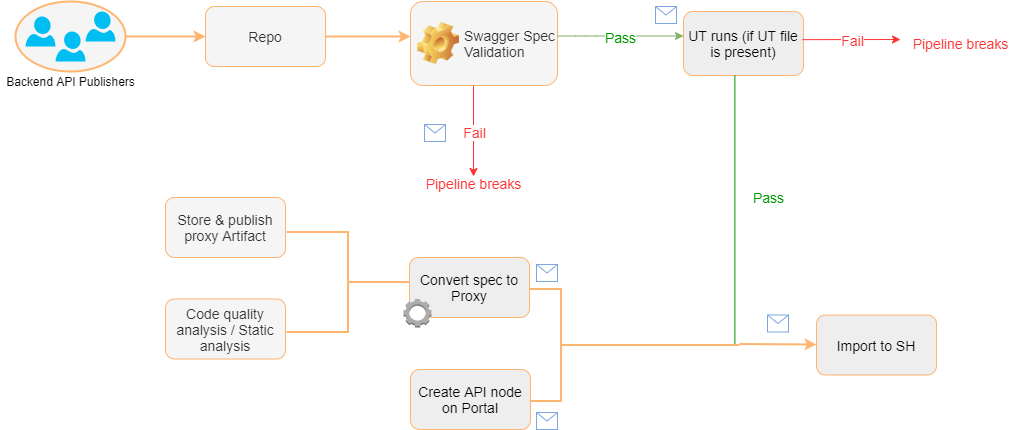 Backend API Publishers
Repo
Swagger Spec
Validation
Pass
UT runs (if UT file
is present)
Fail
Pipeline breaks
Fail
Pipeline breaks
Pass
Store & publish
proxy Artifact
Convert spec to
Proxy
Code quality
analysis / Static
analysis
Import to SH
Create API node
on Portal